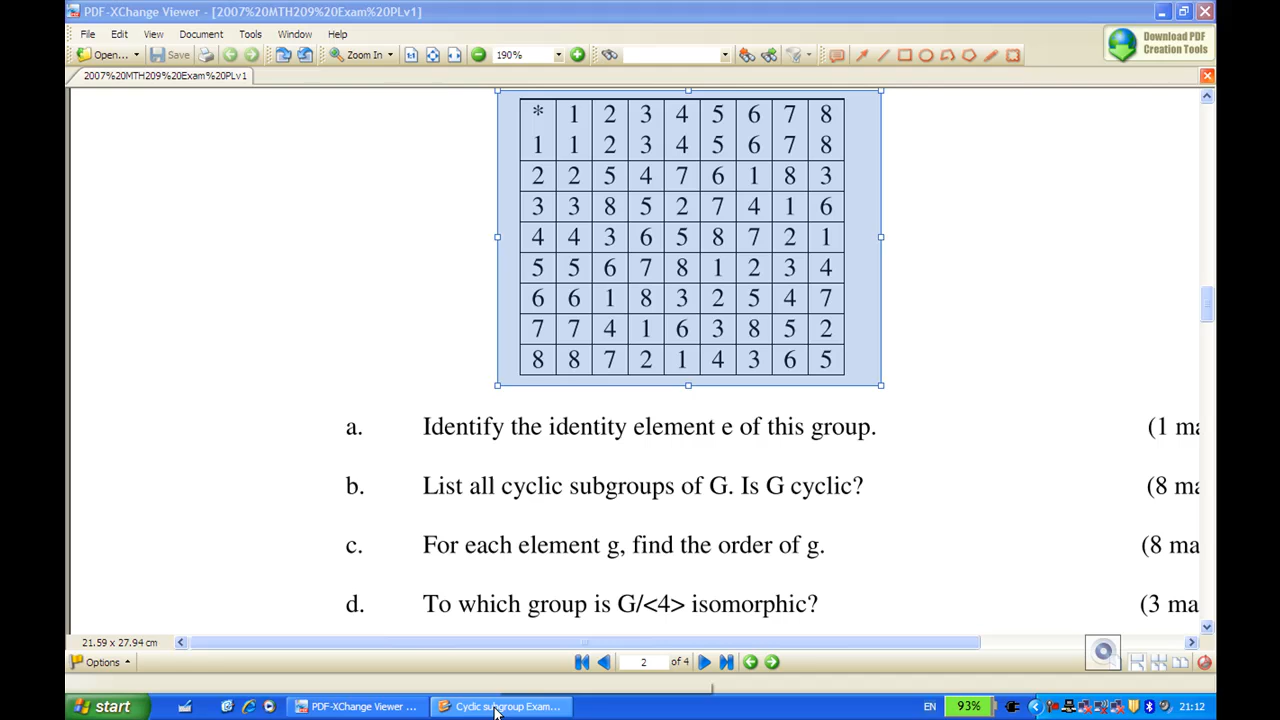 PDF-XChange Viewer - [2007%20MTH209%20Exam%20PLv1]
File Edit View Document Tools Window Help
Open... Save Zoom In 190% Download PDF Creation Tools
2007%20MTH209%20Exam%20PLv1
* 1 2 3 4 5 6 7 8
1 1 2 3 4 5 6 7 8
2 2 5 4 7 6 1 8 3
3 3 8 5 2 7 4 1 6
4 4 3 6 5 8 7 2 1
5 5 6 7 8 1 2 3 4
6 6 1 8 3 2 5 4 7
7 7 4 1 6 3 8 5 2
8 8 7 2 1 4 3 6 5
a. Identify the identity element e of this group. (1 ma
b. List all cyclic subgroups of G. Is G cyclic? (8 ma
c. For each element g, find the order of g. (8 ma
d. To which group is G/<4> isomorphic? (3 ma
21.59 x 27.94 cm
Options 2 of 4
start PDF-XChange Viewer ... Cyclic subgroup Exam... EN 93% 21:12